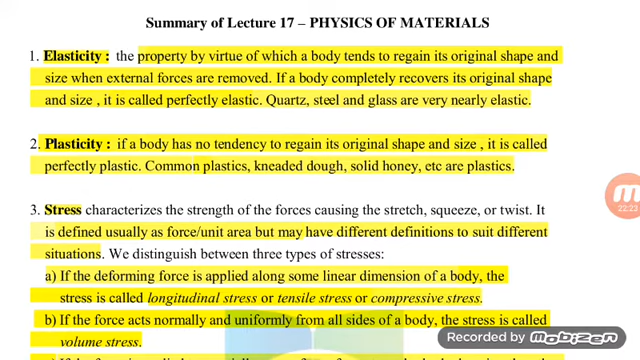 Summary of Lecture 17 – PHYSICS OF MATERIALS
1. Elasticity : the property by virtue of which a body tends to regain its original shape and
size when external forces are removed. If a body completely recovers its original shape
and size , it is called perfectly elastic. Quartz, steel and glass are very nearly elastic.
2. Plasticity : if a body has no tendency to regain its original shape and size , it is called
perfectly plastic. Common plastics, kneaded dough, solid honey, etc are plastics.
3. Stress characterizes the strength of the forces causing the stretch, squeeze, or twist. It
is defined usually as force/unit area but may have different definitions to suit different
situations. We distinguish between three types of stresses:
a) If the deforming force is applied along some linear dimension of a body, the
stress is called longitudinal stress or tensile stress or compressive stress.
b) If the force acts normally and uniformly from all sides of a body, the stress is called
volume stress.
22:23
Recorded by mobizen